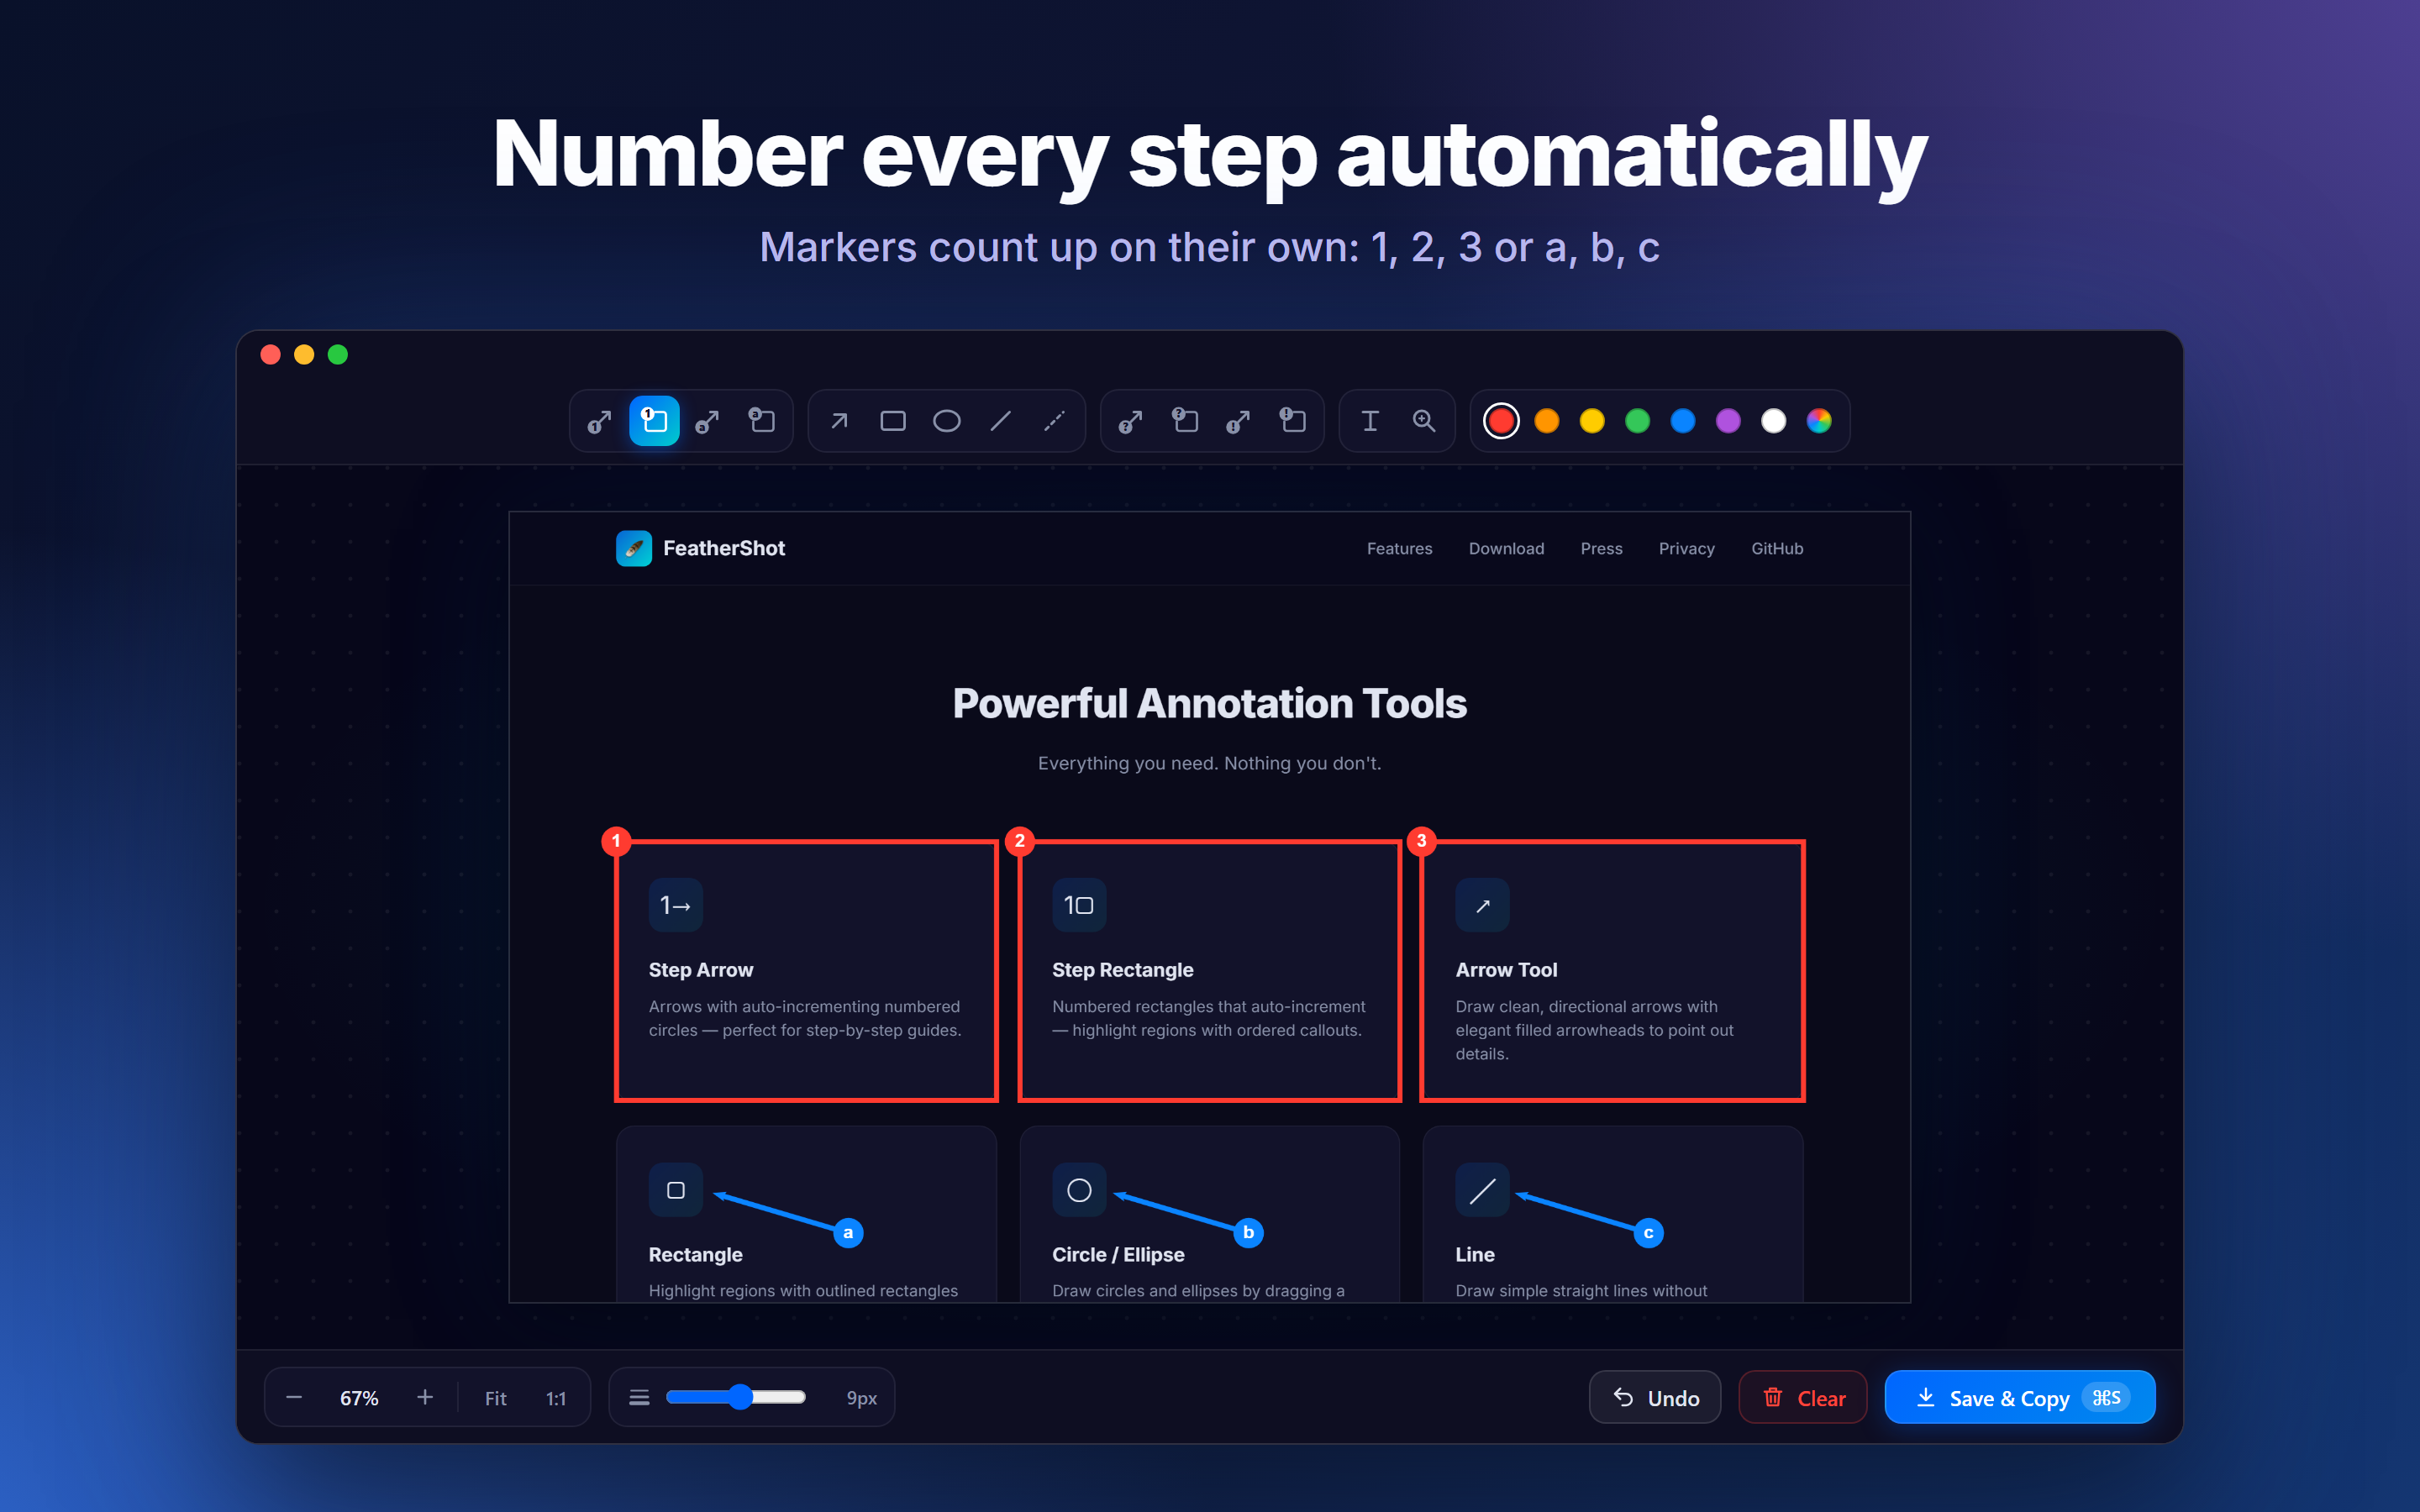 Number every step automatically
Markers count up on their own: 1, 2, 3 or a, b, c
1 1 a a ? ? ! !
FeatherShot
Features Download Press Privacy GitHub
Powerful Annotation Tools
Everything you need. Nothing you don't.
1 2 3
1→ 1▢ ↗
Step Arrow
Arrows with auto-incrementing numbered
circles — perfect for step-by-step guides.
Step Rectangle
Numbered rectangles that auto-increment
— highlight regions with ordered callouts.
Arrow Tool
Draw clean, directional arrows with
elegant filled arrowheads to point out
details.
a b c
Rectangle
Highlight regions with outlined rectangles
Circle / Ellipse
Draw circles and ellipses by dragging a
Line
Draw simple straight lines without
67% Fit 1:1 9px
Undo Clear Save & Copy ⌘S